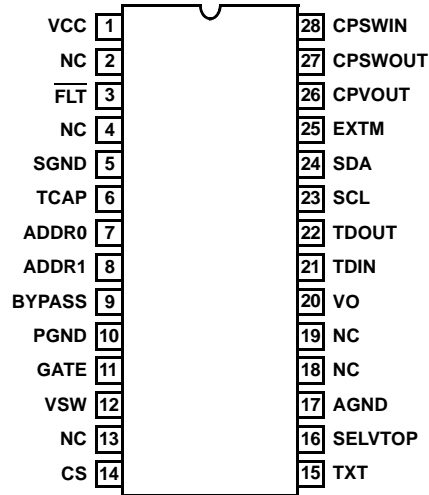 VCC 1 28 CPSWIN
NC 2 27 CPSWOUT
FLT 3 26 CPVOUT
NC 4 25 EXTM
SGND 5 24 SDA
TCAP 6 23 SCL
ADDR0 7 22 TDOUT
ADDR1 8 21 TDIN
BYPASS 9 20 VO
PGND 10 19 NC
GATE 11 18 NC
VSW 12 17 AGND
NC 13 16 SELVTOP
CS 14 15 TXT